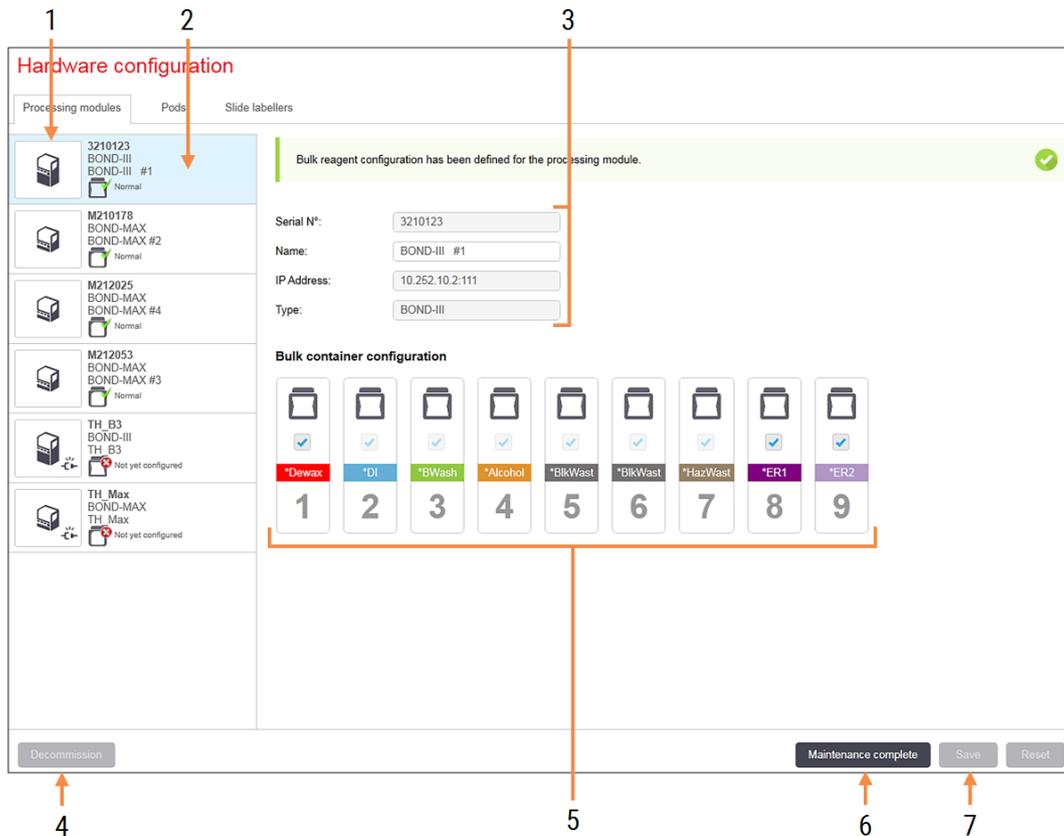 1 2 3
Hardware configuration
Processing modules Pods Slide labellers
3210123
BOND-III
BOND-III #1
Normal
M210178
BOND-MAX
BOND-MAX #2
Normal
M212025
BOND-MAX
BOND-MAX #4
Normal
M212053
BOND-MAX
BOND-MAX #3
Normal
TH_B3
BOND-III
TH_B3
Not yet configured
TH_Max
BOND-MAX
TH_Max
Not yet configured
Bulk reagent configuration has been defined for the processing module.
Serial N°: 3210123
Name: BOND-III #1
IP Address: 10.252.10.2:111
Type: BOND-III
Bulk container configuration
*Dewax *DI *BWash *Alcohol *BlkWast *BlkWast *HazWast *ER1 *ER2
1 2 3 4 5 6 7 8 9
Decommission Maintenance complete Save Reset
4 5 6 7